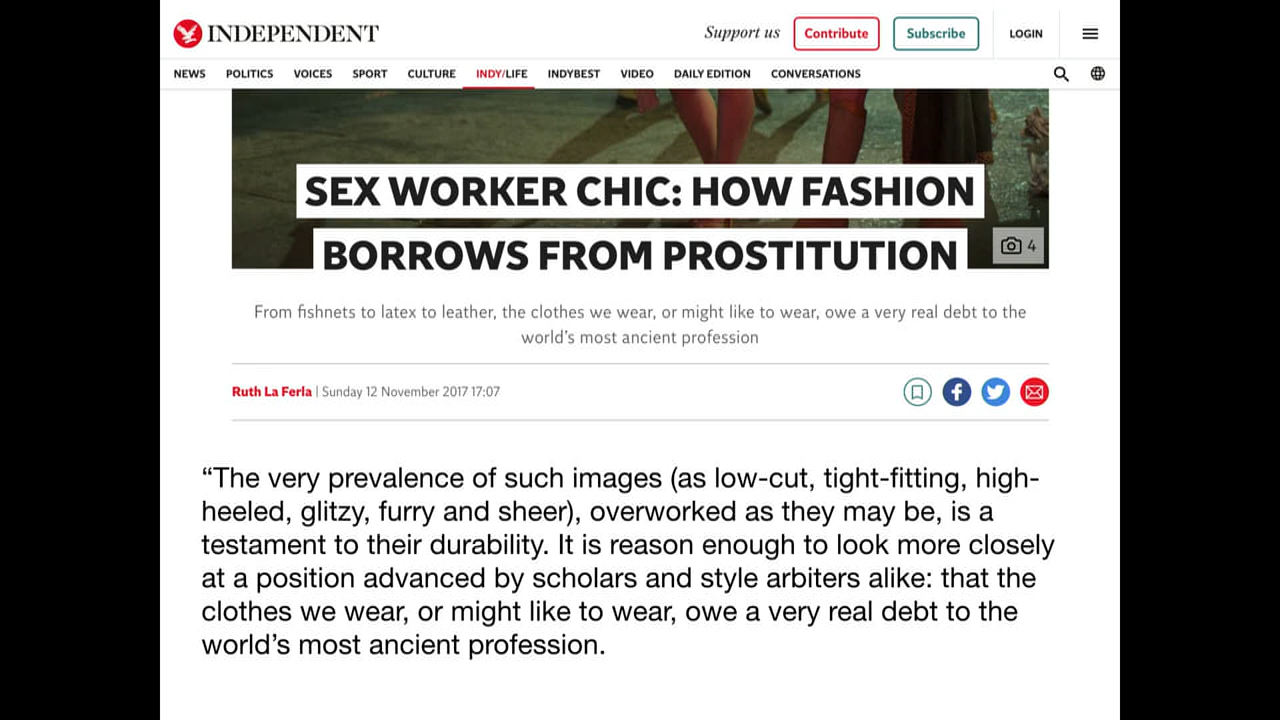 INDEPENDENT
Support us
Contribute
Subscribe
LOGIN
NEWS POLITICS VOICES SPORT CULTURE INDY/LIFE INDYBEST VIDEO DAILY EDITION CONVERSATIONS
SEX WORKER CHIC: HOW FASHION
BORROWS FROM PROSTITUTION
4
From fishnets to latex to leather, the clothes we wear, or might like to wear, owe a very real debt to the
world's most ancient profession
Ruth La Ferla | Sunday 12 November 2017 17:07
“The very prevalence of such images (as low-cut, tight-fitting, high-
heeled, glitzy, furry and sheer), overworked as they may be, is a
testament to their durability. It is reason enough to look more closely
at a position advanced by scholars and style arbiters alike: that the
clothes we wear, or might like to wear, owe a very real debt to the
world’s most ancient profession.